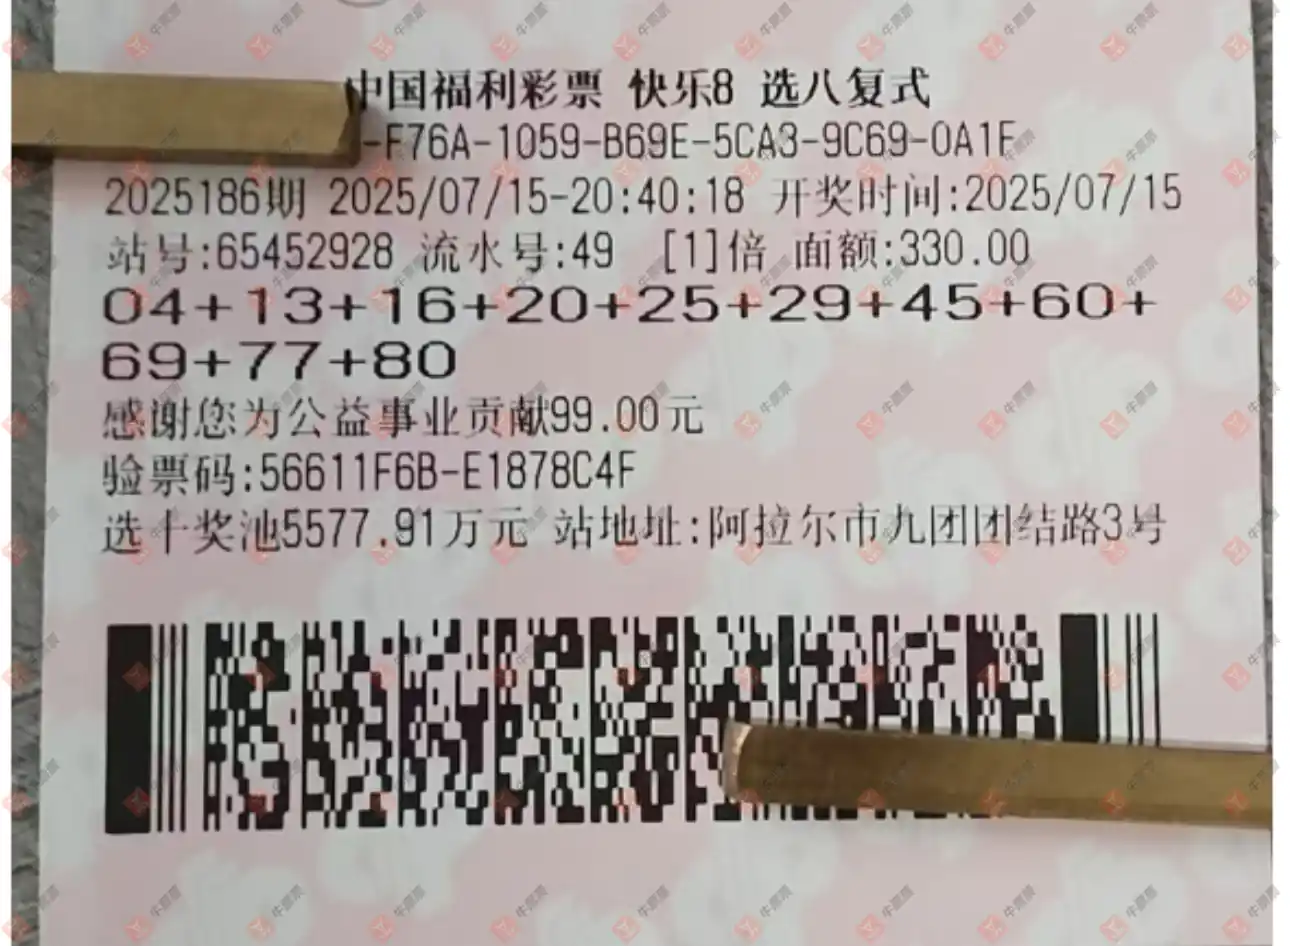 中国福利彩票 快乐8 选八复式
-F76A-1059-B69E-5CA3-9C69-0A1F
2025186期 2025/07/15-20:40:18 开奖时间:2025/07/15
站号:65452928 流水号:49 [1]倍 面额:330.00
04+13+16+20+25+29+45+60+
69+77+80
感谢您为公益事业贡献99.00元
验票码:56611F6B-E1878C4F
选十奖池5577.91万元 站地址:阿拉尔市九团团结路3号